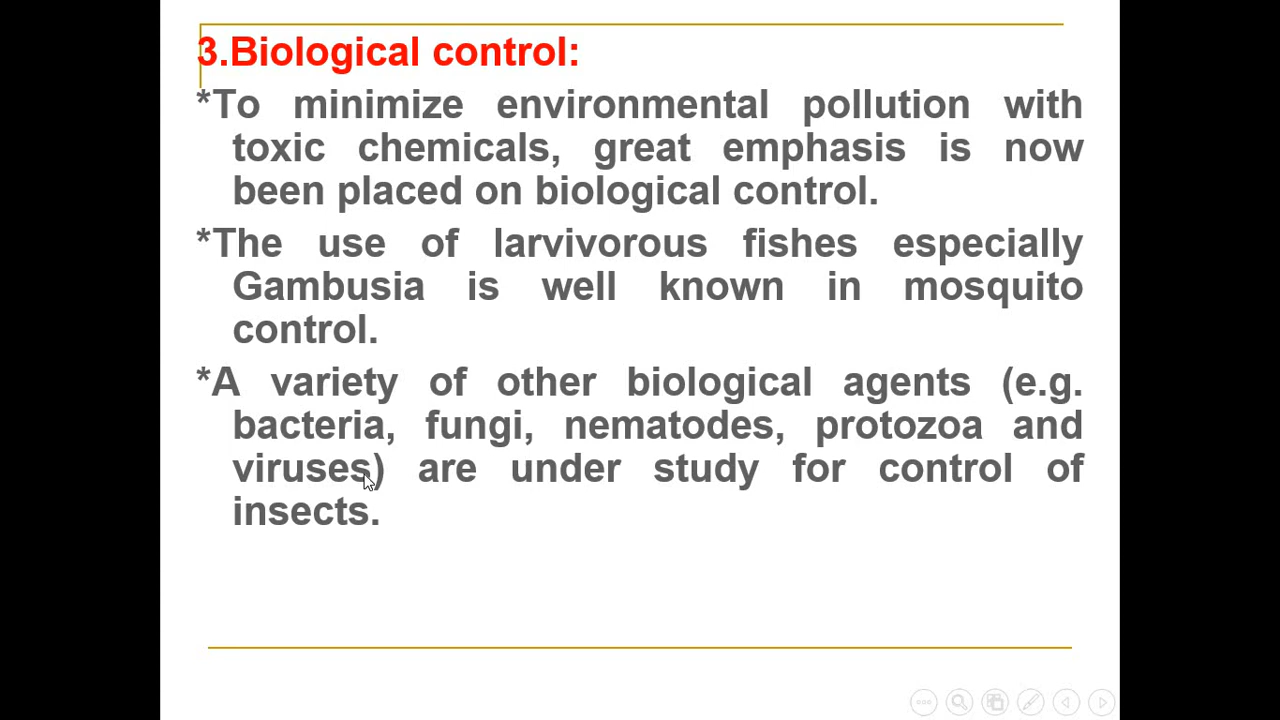 3.Biological control:
*To minimize environmental pollution with
toxic chemicals, great emphasis is now
been placed on biological control.
*The use of larvivorous fishes especially
Gambusia is well known in mosquito
control.
*A variety of other biological agents (e.g.
bacteria, fungi, nematodes, protozoa and
viruses) are under study for control of
insects.